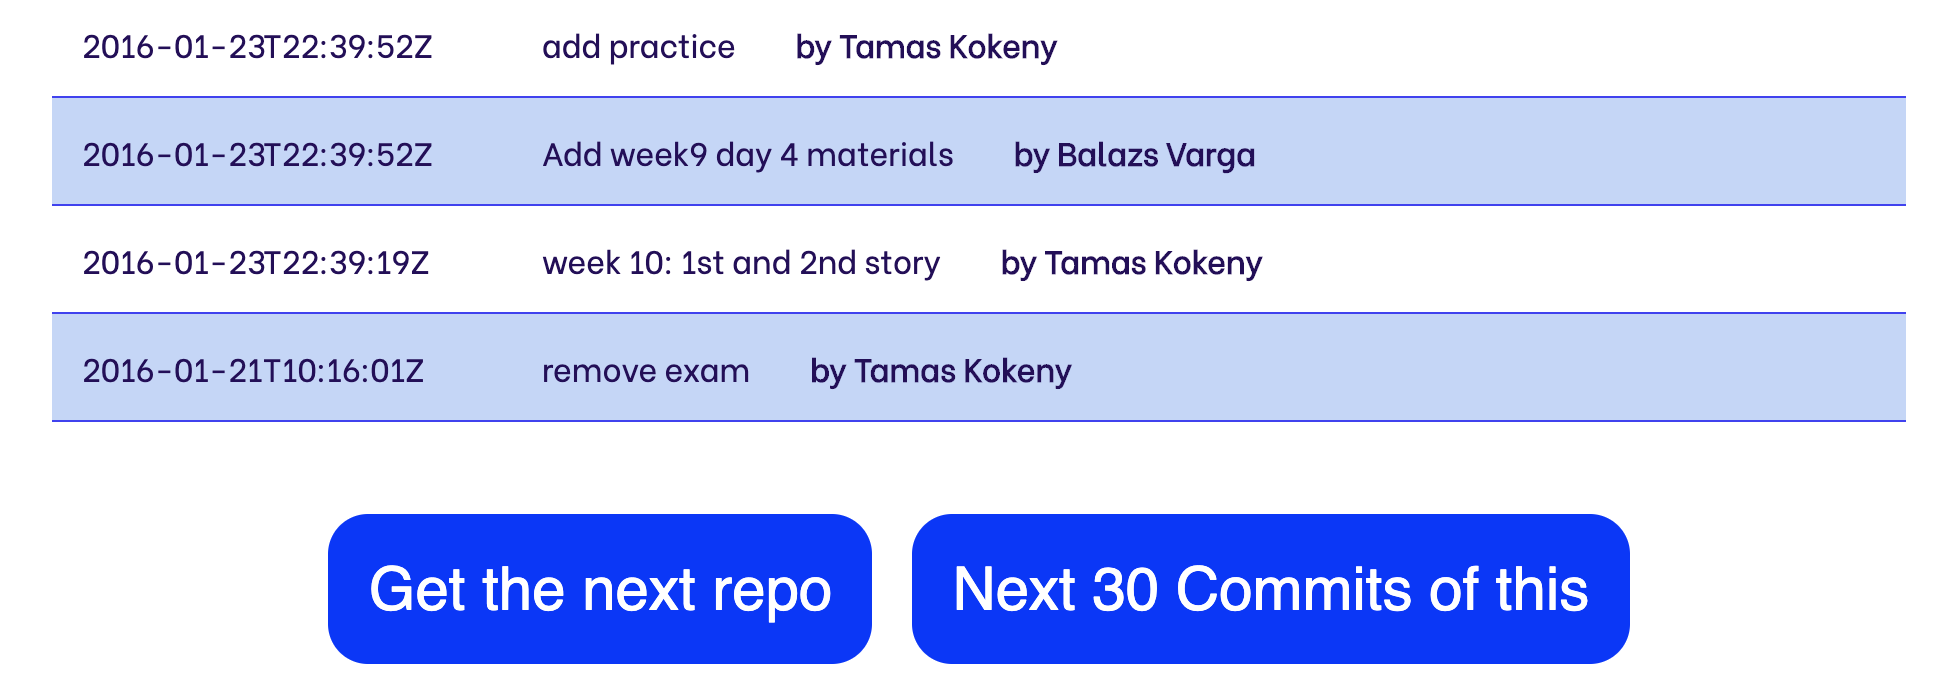 2016-01-23T22:39:52Z add practice by Tamas Kokeny
2016-01-23T22:39:52Z Add week9 day 4 materials by Balazs Varga
2016-01-23T22:39:19Z week 10: 1st and 2nd story by Tamas Kokeny
2016-01-21T10:16:01Z remove exam by Tamas Kokeny
Get the next repo Next 30 Commits of this